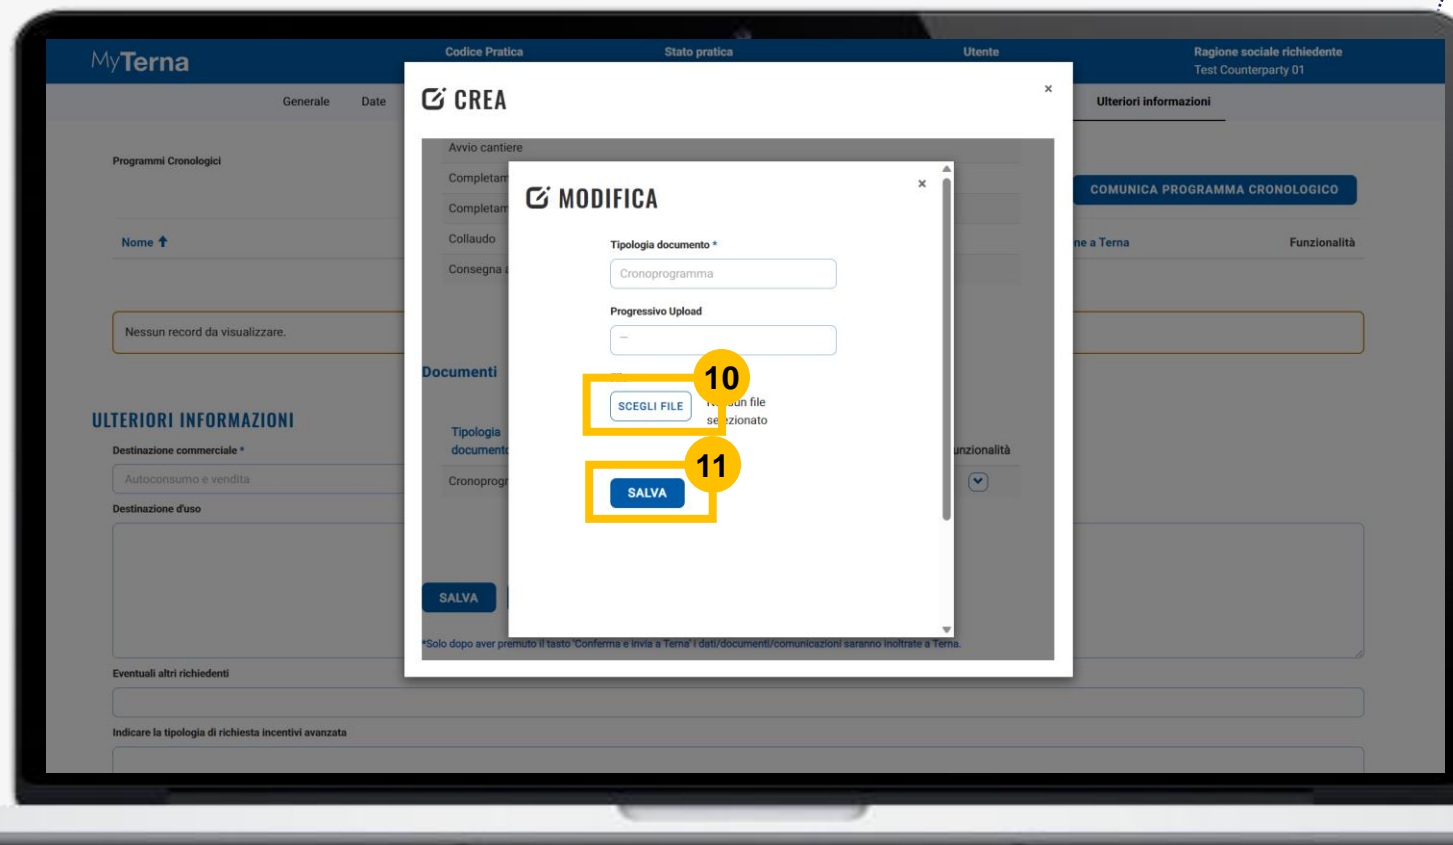 MyTerna
Codice Pratica
Stato pratica
Utente
Ragione sociale richiedente
Test Counterparty 01
Generale
Date
Ulteriori informazioni
CREA
×
Programmi Cronologici
COMUNICA PROGRAMMA CRONOLOGICO
Nome
ne a Terna
Funzionalità
Nessun record da visualizzare.
Avvio cantiere
Completam
Completam
Collaudo
Consegna a
Documenti
Tipologia
documento
unzionalità
Cronoprogr
SALVA
*Solo dopo aver premuto il tasto 'Conferma e invia a Terna' i dati/documenti/comunicazioni saranno inoltrate a Terna.
MODIFICA
×
Tipologia documento *
Cronoprogramma
Progressivo Upload
—
10
SCEGLI FILE
file
selezionato
11
SALVA
ULTERIORI INFORMAZIONI
Destinazione commerciale *
Autoconsumo e vendita
Destinazione d'uso
Eventuali altri richiedenti
Indicare la tipologia di richiesta incentivi avanzata